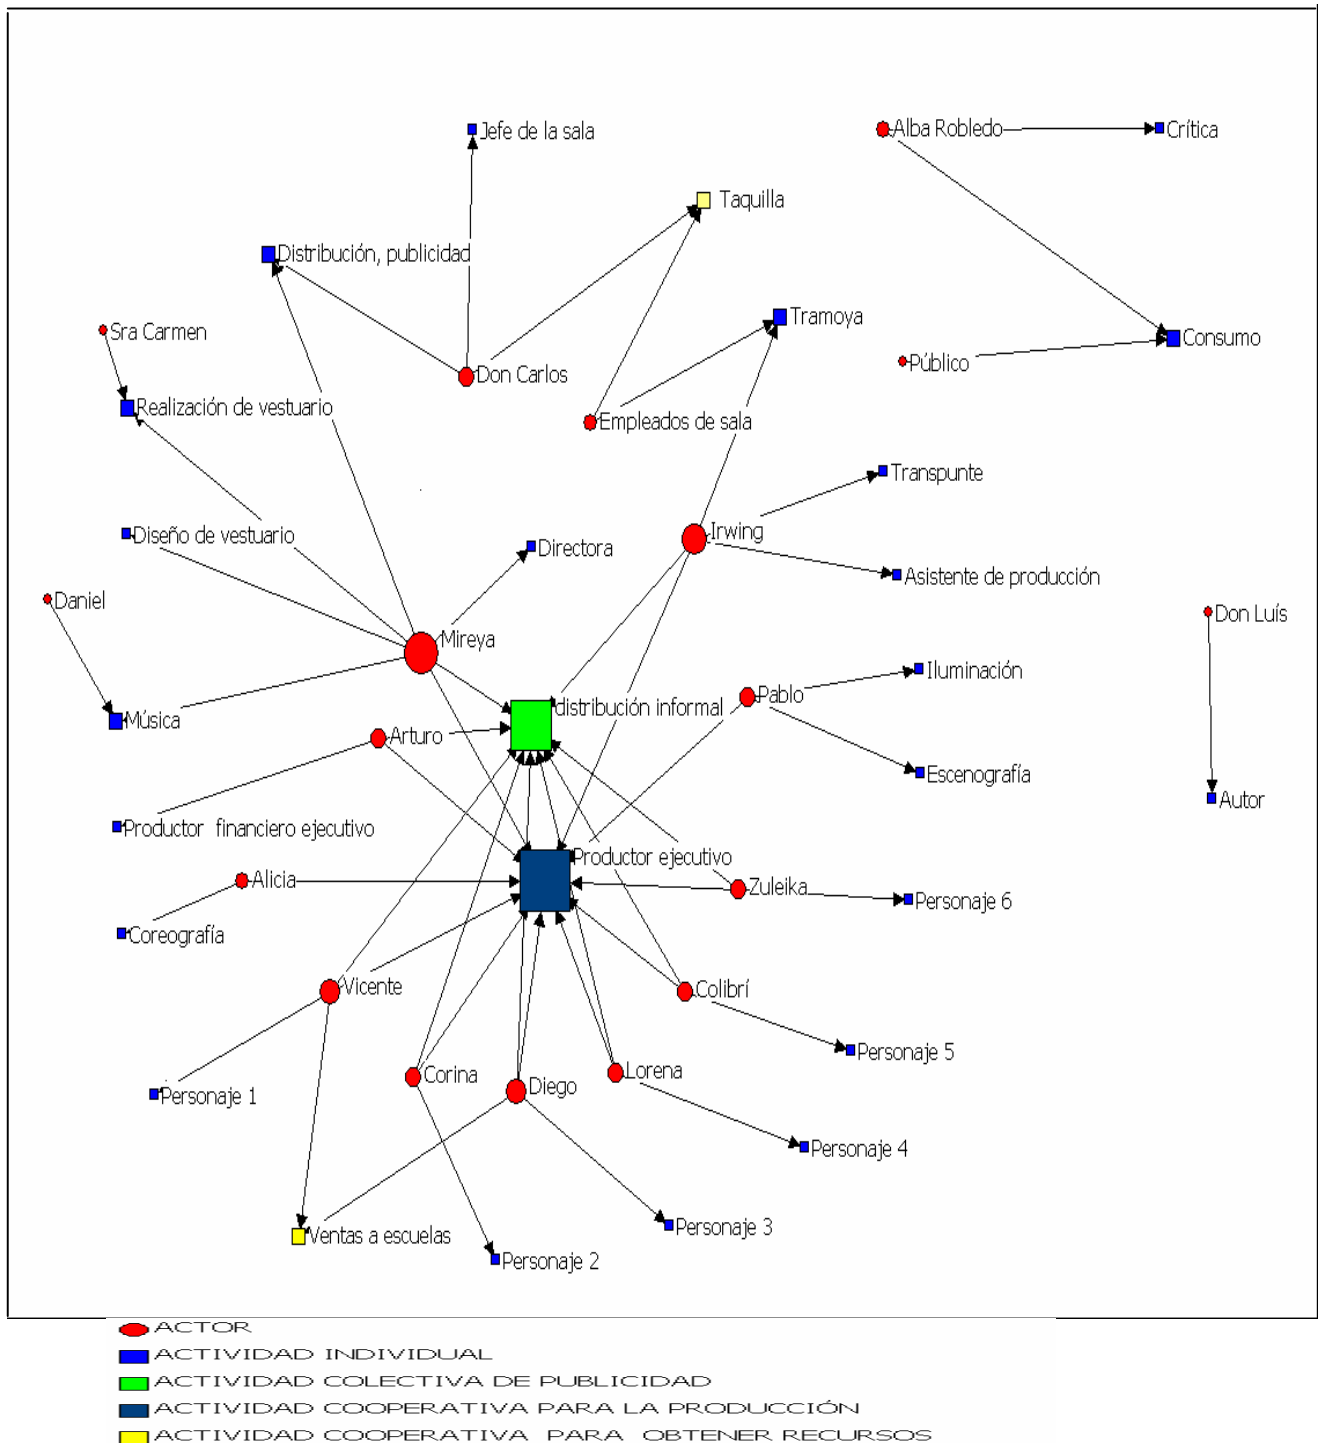 Jefe de la sala
Alba Robledo
Crítica
Taquilla
Distribución, publicidad
Sra Carmen
Tramoya
Consumo
Público
Don Carlos
Realización de vestuario
Empleados de sala
Transpunte
Diseño de vestuario
Irwing
Directora
Asistente de producción
Daniel
Don Luís
Mireya
Iluminación
Pablo
distribución informal
Música
Arturo
Escenografía
Autor
Productor  financiero ejecutivo
Productor ejecutivo
Alicia
Zuleika
Personaje 6
Coreografía
Vicente
Colibrí
Personaje 5
Corina
Diego
Lorena
Personaje 1
Personaje 4
Personaje 3
Ventas a escuelas
Personaje 2
ACTOR
ACTIVIDAD INDIVIDUAL
ACTIVIDAD COLECTIVA DE PUBLICIDAD
ACTIVIDAD COOPERATIVA PARA LA PRODUCCIÓN
ACTIVIDAD COOPERATIVA  PARA  OBTENER RECURSOS